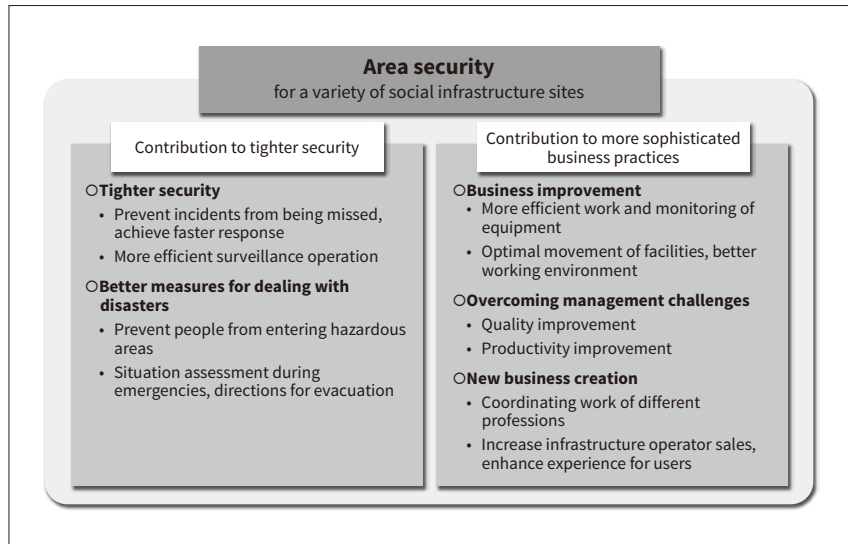 Area security
for a variety of social infrastructure sites
Contribution to tighter security
○Tighter security
• Prevent incidents from being missed,
achieve faster response
• More efficient surveillance operation
○Better measures for dealing with
disasters
• Prevent people from entering hazardous
areas
• Situation assessment during
emergencies, directions for evacuation
Contribution to more sophisticated
business practices
○Business improvement
• More efficient work and monitoring of
equipment
• Optimal movement of facilities, better
working environment
○Overcoming management challenges
• Quality improvement
• Productivity improvement
○New business creation
• Coordinating work of different
professions
• Increase infrastructure operator sales,
enhance experience for users